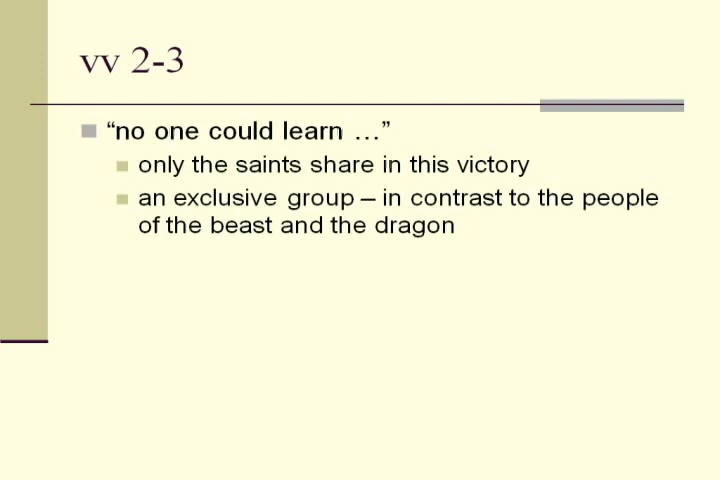 vv 2-3
“no one could learn …”
only the saints share in this victory
an exclusive group – in contrast to the people
of the beast and the dragon